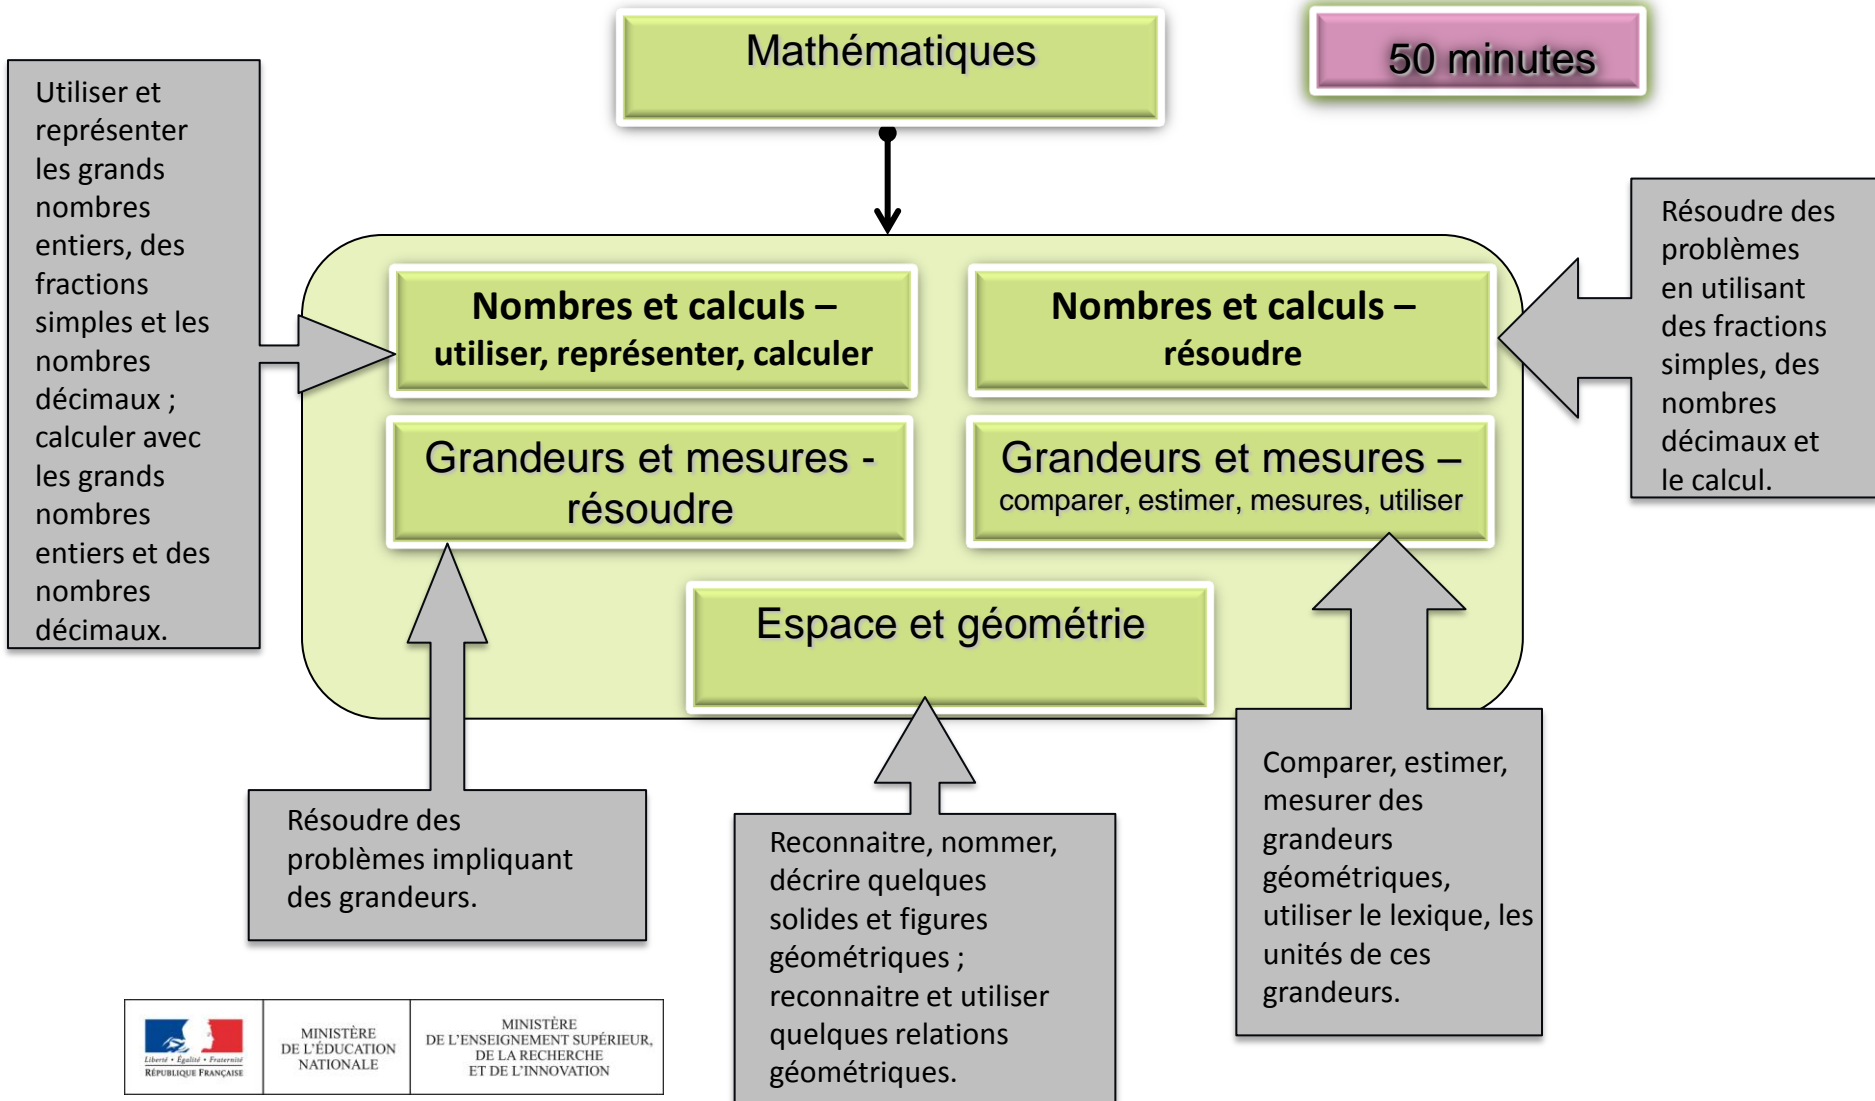 Mathématiques
50 minutes
Utiliser et
représenter
les grands
nombres
entiers, des
fractions
simples et les
nombres
décimaux ;
calculer avec
les grands
nombres
entiers et des
nombres
décimaux.
Nombres et calculs –
utiliser, représenter, calculer
Nombres et calculs –
résoudre
Résoudre des
problèmes
en utilisant
des fractions
simples, des
nombres
décimaux et
le calcul.
Grandeurs et mesures -
résoudre
Grandeurs et mesures –
comparer, estimer, mesures, utiliser
Espace et géométrie
Résoudre des
problèmes impliquant
des grandeurs.
Reconnaitre, nommer,
décrire quelques
solides et figures
géométriques ;
reconnaitre et utiliser
quelques relations
géométriques.
Comparer, estimer,
mesurer des
grandeurs
géométriques,
utiliser le lexique, les
unités de ces
grandeurs.
Liberté • Égalité • Fraternité
RÉPUBLIQUE FRANÇAISE
MINISTÈRE
DE L'ÉDUCATION
NATIONALE
MINISTÈRE
DE L'ENSEIGNEMENT SUPÉRIEUR,
DE LA RECHERCHE
ET DE L'INNOVATION